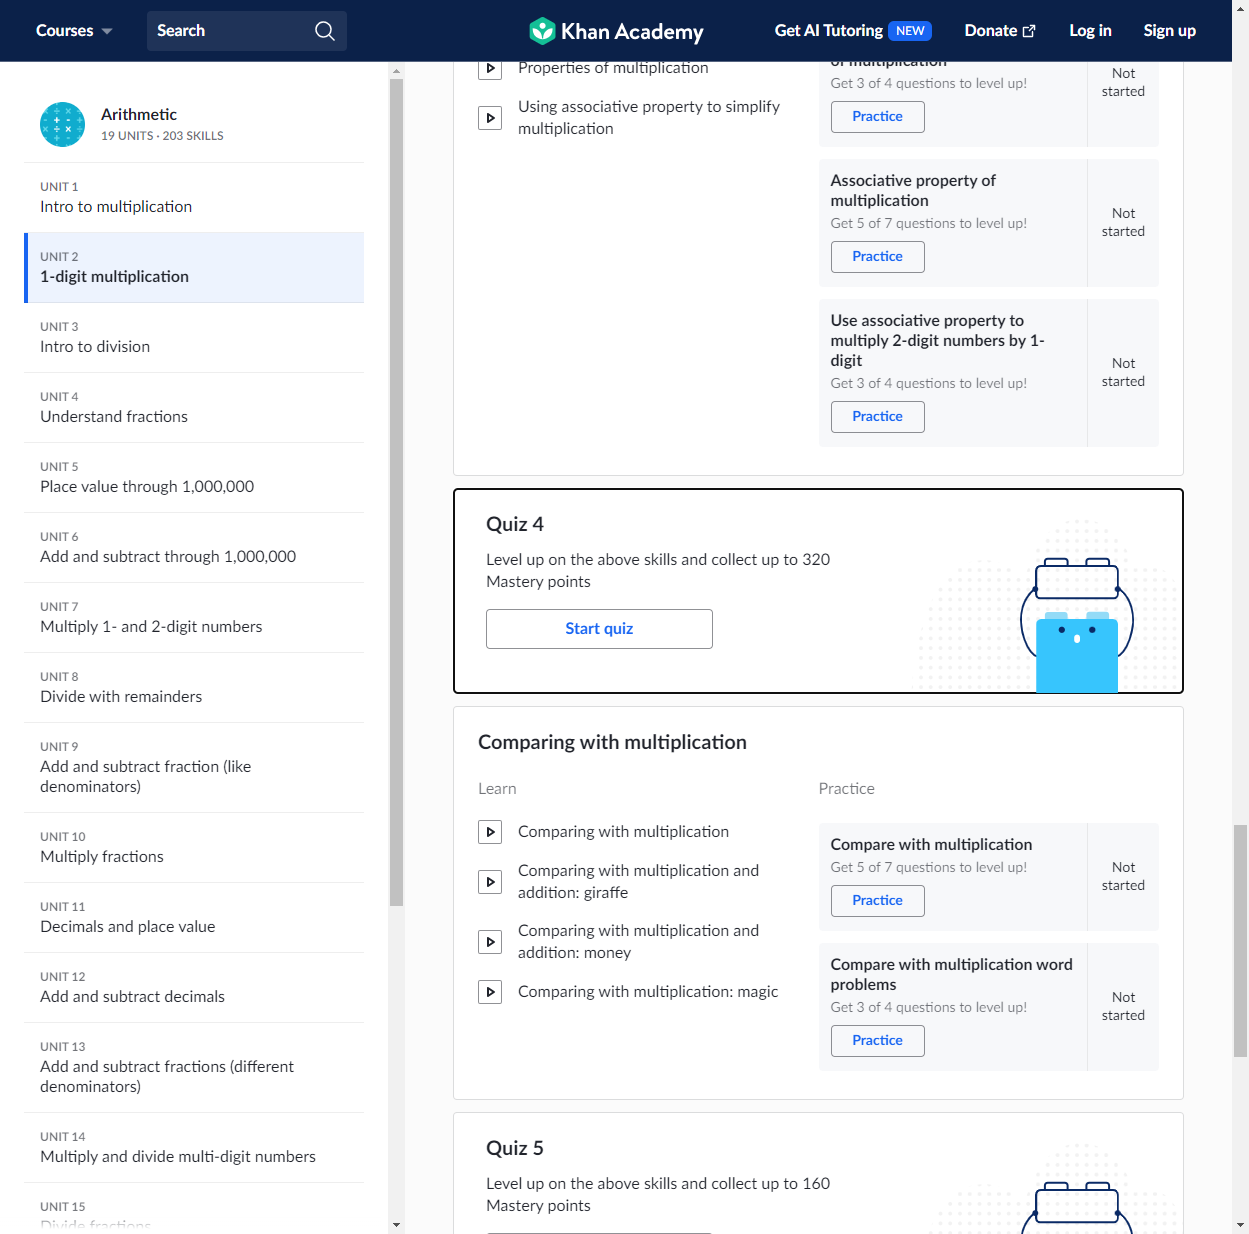 Courses
Search
Khan Academy
Get AI Tutoring NEW
Donate
Log in
Sign up
Arithmetic
19 UNITS · 203 SKILLS
UNIT 1
Intro to multiplication
UNIT 2
1-digit multiplication
UNIT 3
Intro to division
UNIT 4
Understand fractions
UNIT 5
Place value through 1,000,000
UNIT 6
Add and subtract through 1,000,000
UNIT 7
Multiply 1- and 2-digit numbers
UNIT 8
Divide with remainders
UNIT 9
Add and subtract fraction (like
denominators)
UNIT 10
Multiply fractions
UNIT 11
Decimals and place value
UNIT 12
Add and subtract decimals
UNIT 13
Add and subtract fractions (different
denominators)
UNIT 14
Multiply and divide multi-digit numbers
UNIT 15
Divide fractions
Properties of multiplication
Using associative property to simplify
multiplication
of multiplication
Get 3 of 4 questions to level up!
Practice
Not
started
Associative property of
multiplication
Get 5 of 7 questions to level up!
Practice
Not
started
Use associative property to
multiply 2-digit numbers by 1-
digit
Get 3 of 4 questions to level up!
Practice
Not
started
Quiz 4
Level up on the above skills and collect up to 320
Mastery points
Start quiz
Comparing with multiplication
Learn
Comparing with multiplication
Comparing with multiplication and
addition: giraffe
Comparing with multiplication and
addition: money
Comparing with multiplication: magic
Practice
Compare with multiplication
Get 5 of 7 questions to level up!
Practice
Not
started
Compare with multiplication word
problems
Get 3 of 4 questions to level up!
Practice
Not
started
Quiz 5
Level up on the above skills and collect up to 160
Mastery points